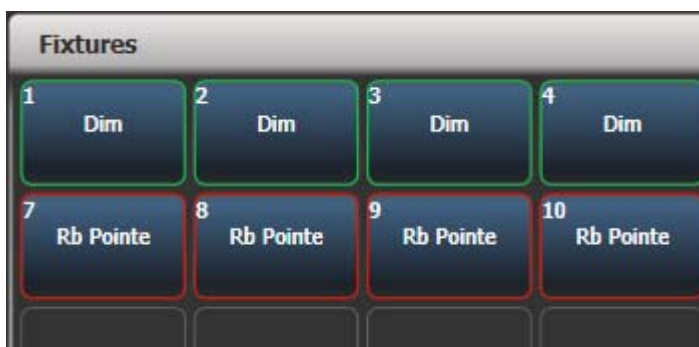 Fixtures
1 2 3 4
Dim Dim Dim Dim
7 8 9 10
Rb Pointe Rb Pointe Rb Pointe Rb Pointe